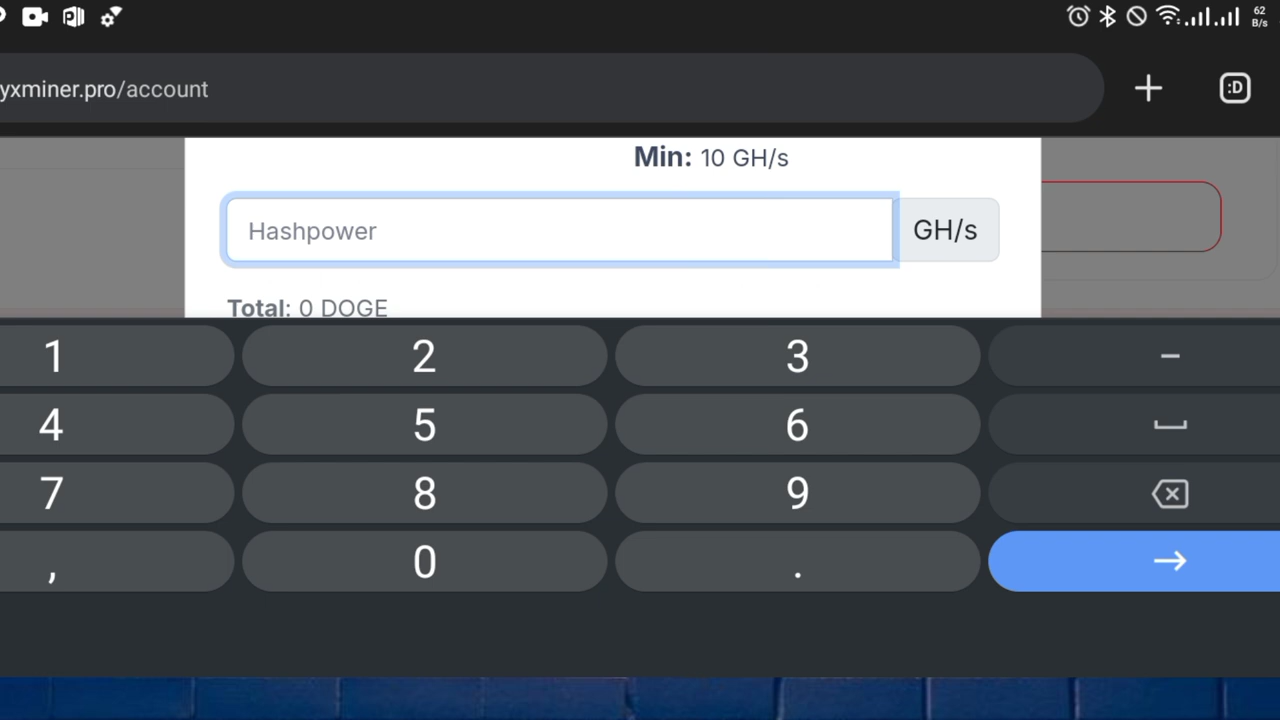 62
B/s
yxminer.pro/account
:D
Min: 10 GH/s
Hashpower
GH/s
Total: 0 DOGE
1 2 3 –
4 5 6
7 8 9
, 0 .